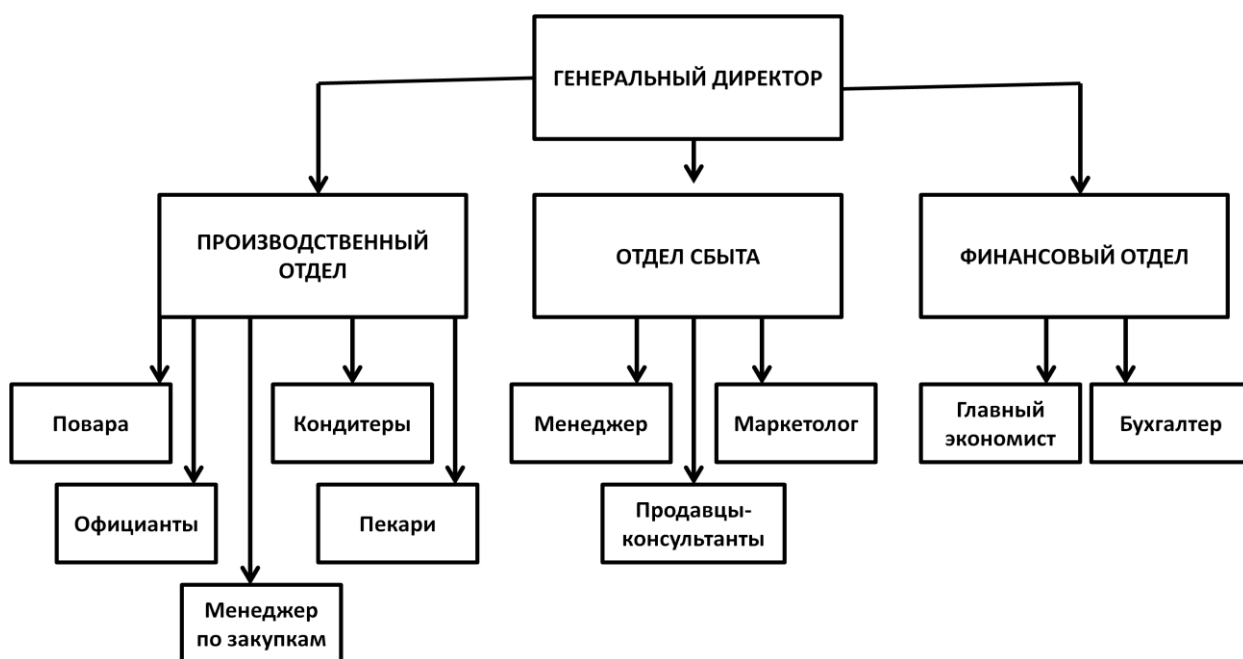 ГЕНЕРАЛЬНЫЙ ДИРЕКТОР
ПРОИЗВОДСТВЕННЫЙ
ОТДЕЛ
ОТДЕЛ СБЫТА
ФИНАНСОВЫЙ ОТДЕЛ
Повара
Кондитеры
Менеджер
Маркетолог
Главный
экономист
Бухгалтер
Официанты
Пекари
Продавцы-
консультанты
Менеджер
по закупкам